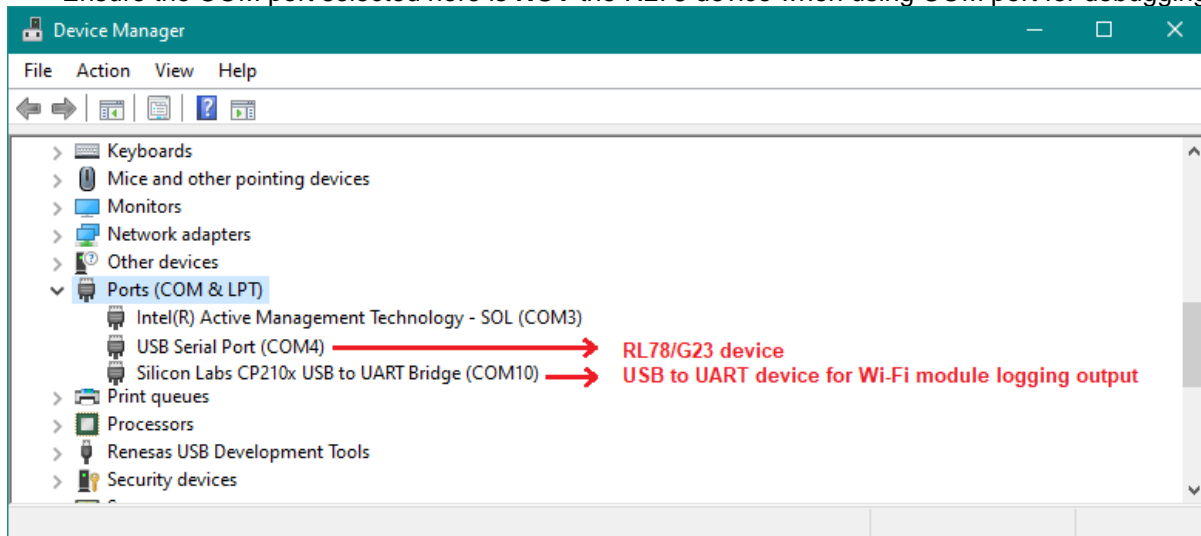 Device Manager
File Action View Help
Keyboards
Mice and other pointing devices
Monitors
Network adapters
Other devices
Ports (COM & LPT)
Intel(R) Active Management Technology - SOL (COM3)
USB Serial Port (COM4) RL78/G23 device
Silicon Labs CP210x USB to UART Bridge (COM10) USB to UART device for Wi-Fi module logging output
Print queues
Processors
Renesas USB Development Tools
Security devices